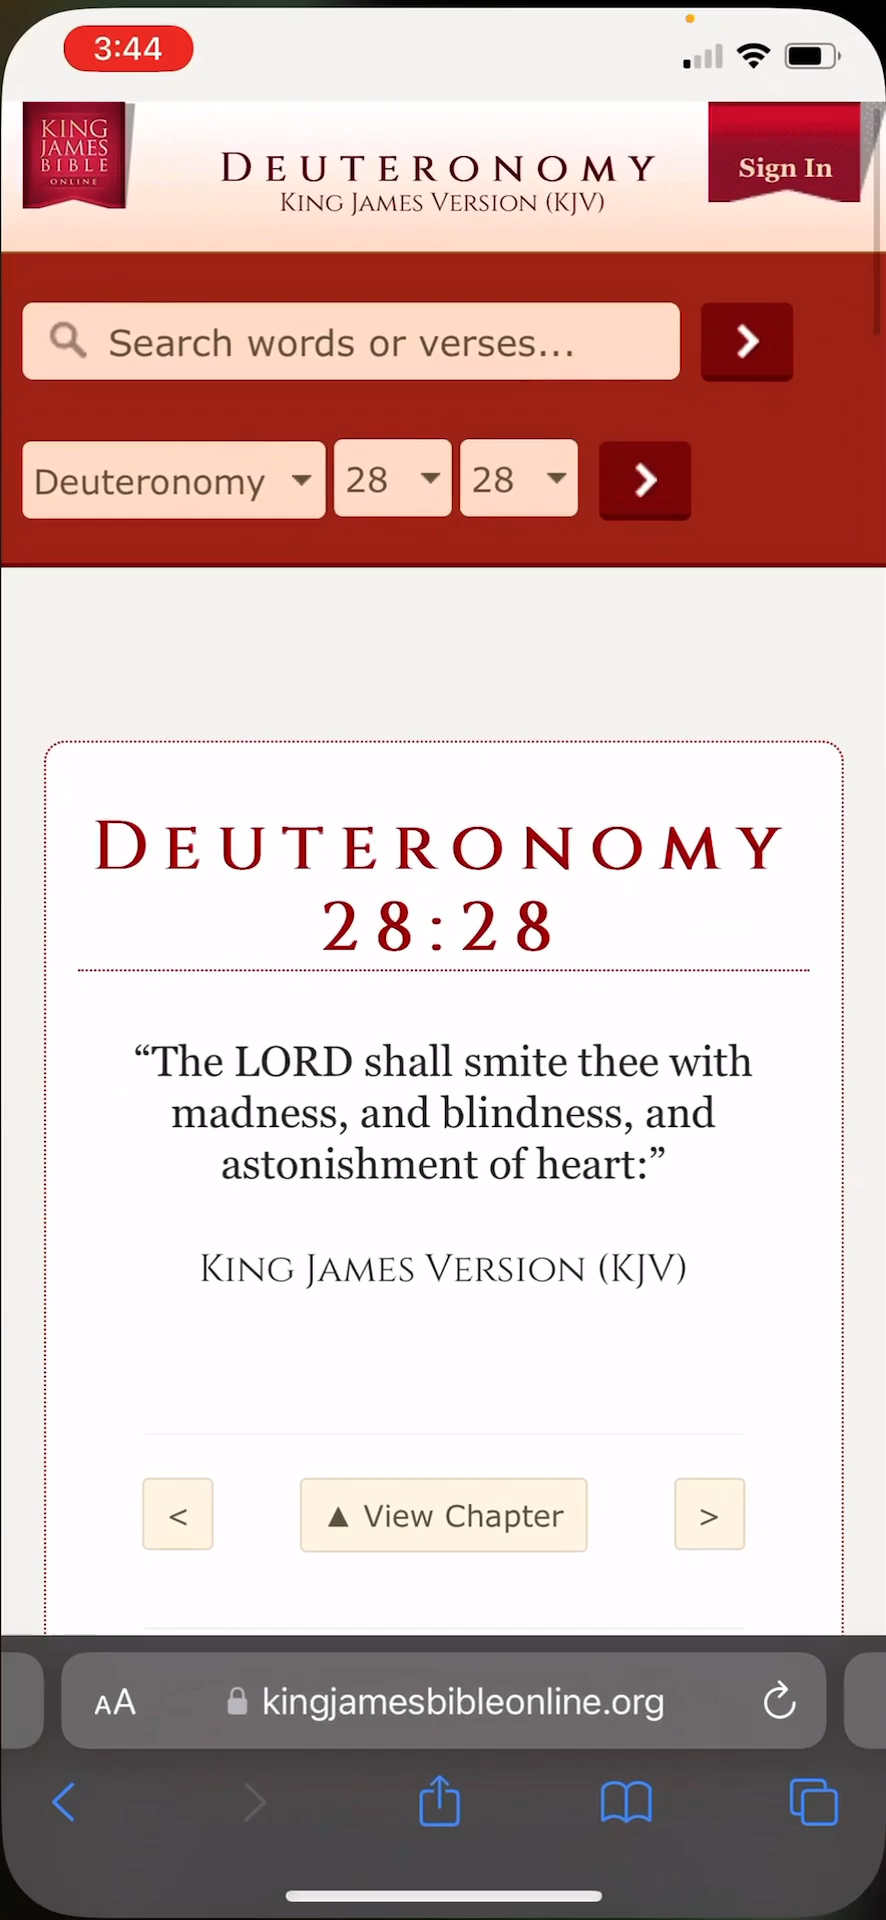 3:44
KING
JAMES
BIBLE
ONLINE
DEUTERONOMY
KING JAMES VERSION (KJV)
Sign In
Search words or verses...
Deuteronomy 28 28
DEUTERONOMY
28:28
“The LORD shall smite thee with
madness, and blindness, and
astonishment of heart:”
KING JAMES VERSION (KJV)
< ▲ View Chapter >
AA kingjamesbibleonline.org